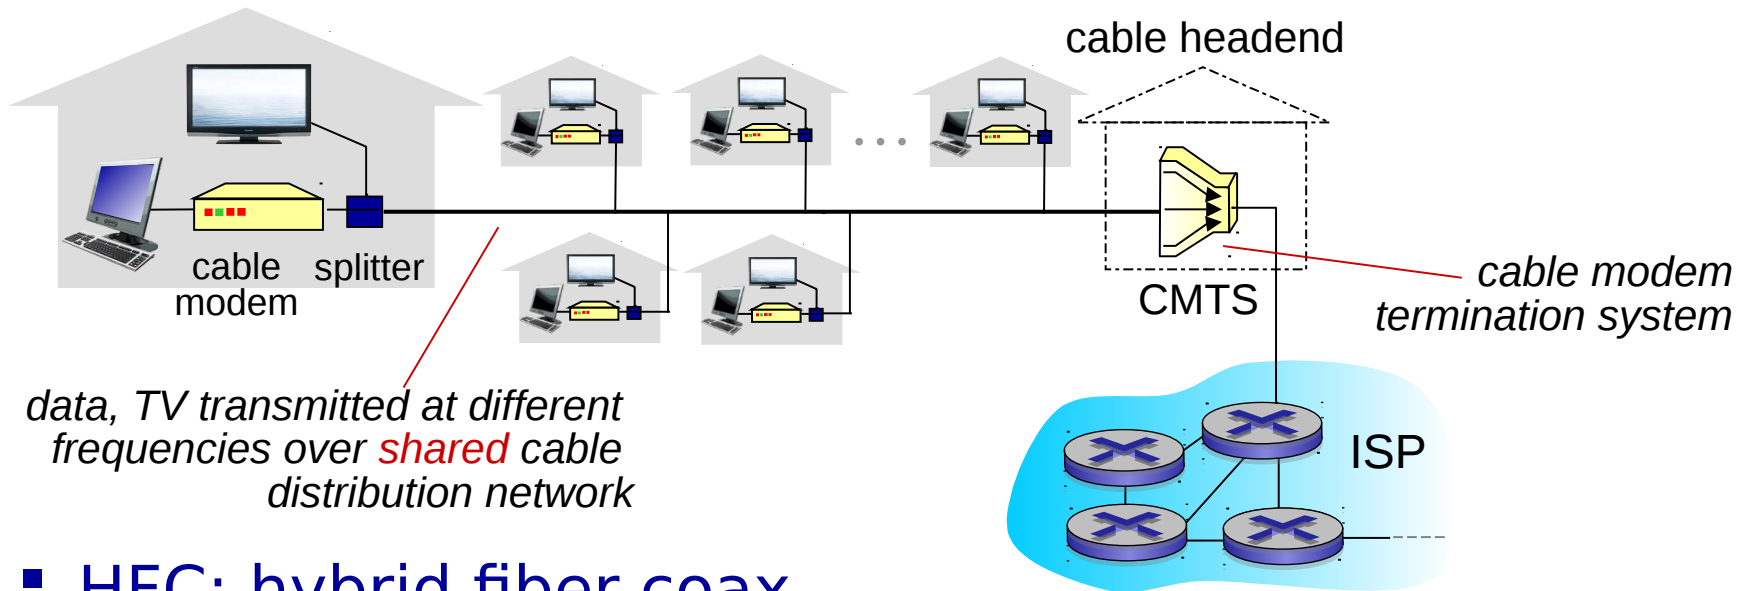 cable headend
cable
modem
splitter
CMTS
cable modem
termination system
data, TV transmitted at different
frequencies over shared cable
distribution network
ISP
HFC: hybrid fiber coax